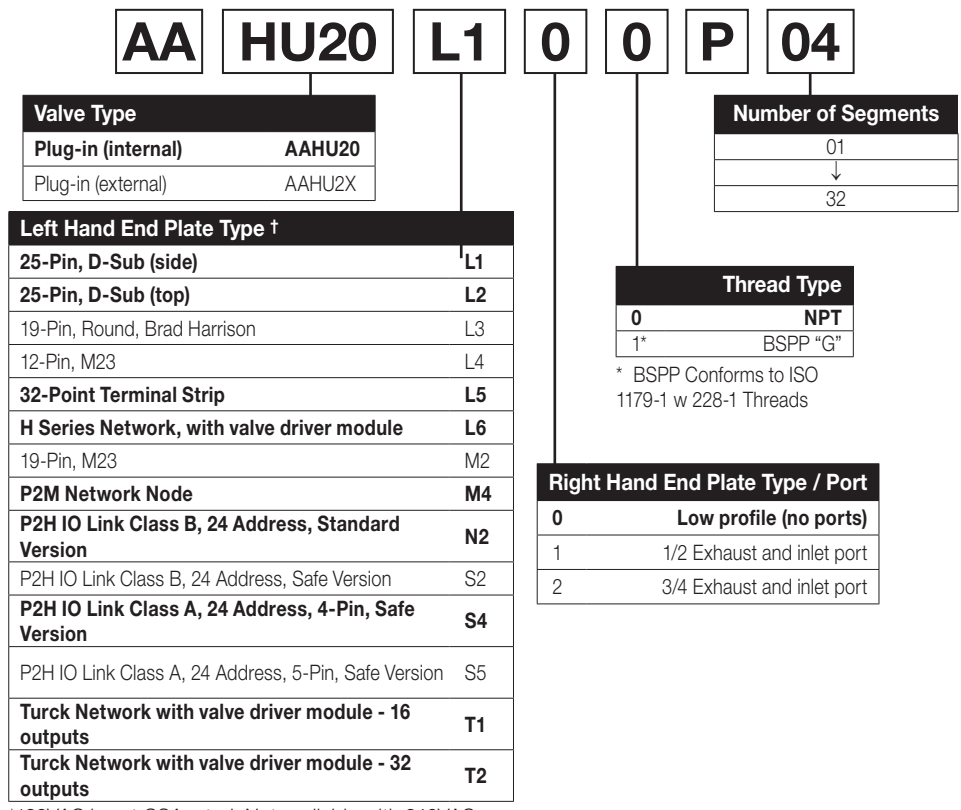 AA HU20 L1 0 0 P 04
Valve Type
Plug-in (internal) AAHU20
Plug-in (external) AAHU2X
Number of Segments
01
↓
32
Left Hand End Plate Type †
25-Pin, D-Sub (side) L1
25-Pin, D-Sub (top) L2
19-Pin, Round, Brad Harrison L3
12-Pin, M23 L4
32-Point Terminal Strip L5
H Series Network, with valve driver module L6
19-Pin, M23 M2
P2M Network Node M4
P2H IO Link Class B, 24 Address, Standard
Version N2
P2H IO Link Class B, 24 Address, Safe Version S2
P2H IO Link Class A, 24 Address, 4-Pin, Safe
Version S4
P2H IO Link Class A, 24 Address, 5-Pin, Safe Version S5
Turck Network with valve driver module - 16
outputs T1
Turck Network with valve driver module - 32
outputs T2
Thread Type
0 NPT
1* BSPP “G”
* BSPP Conforms to ISO
1179-1 w 228-1 Threads
Right Hand End Plate Type / Port
0 Low profile (no ports)
1 1/2 Exhaust and inlet port
2 3/4 Exhaust and inlet port